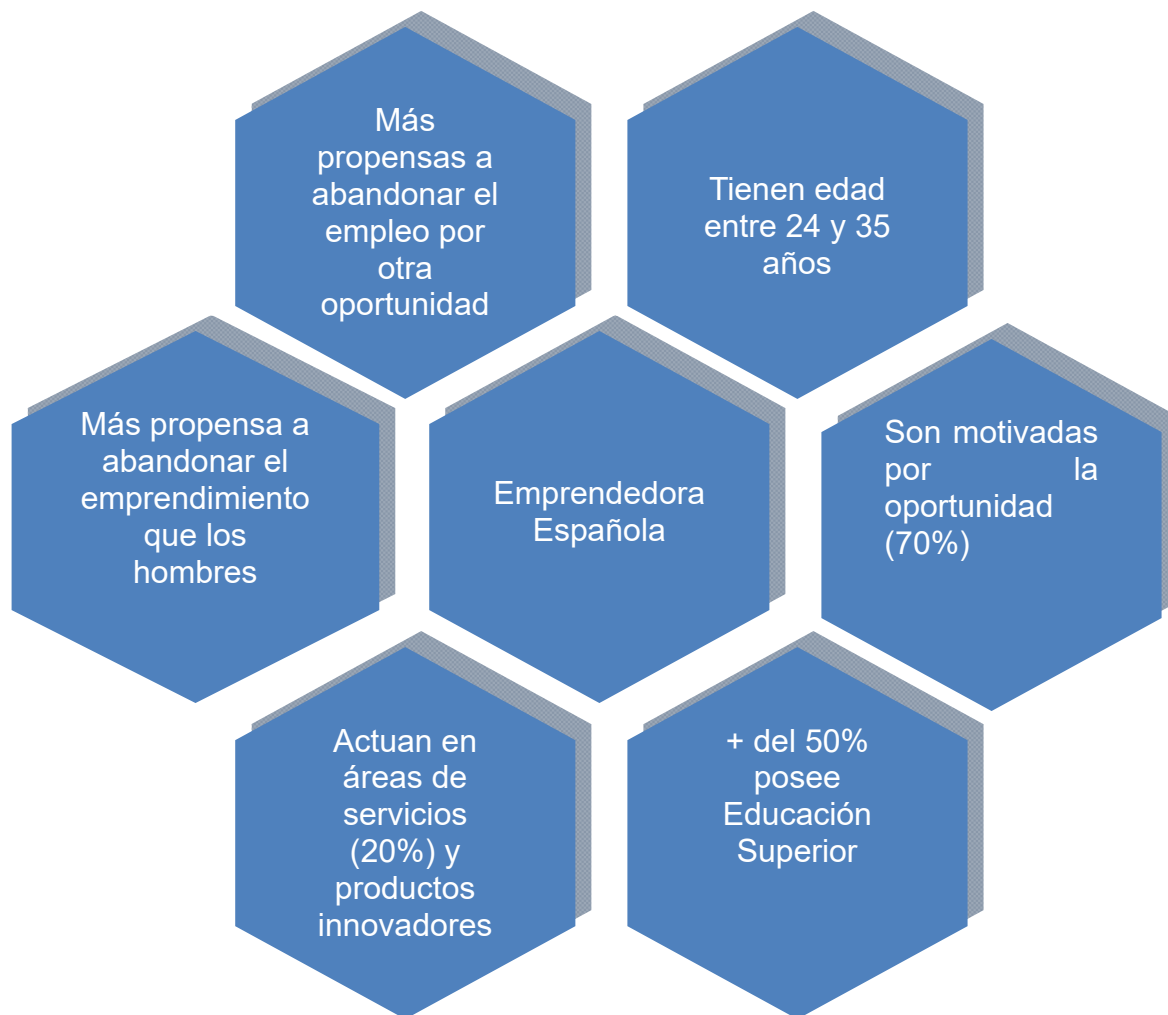 Más
propensas a
abandonar el
empleo por
otra
oportunidad
Tienen edad
entre 24 y 35
años
Más propensa a
abandonar el
emprendimiento
que los
hombres
Emprendedora
Española
Son motivadas
por la
oportunidad
(70%)
Actuan en
áreas de
servicios
(20%) y
productos
innovadores
+ del 50%
posee
Educación
Superior